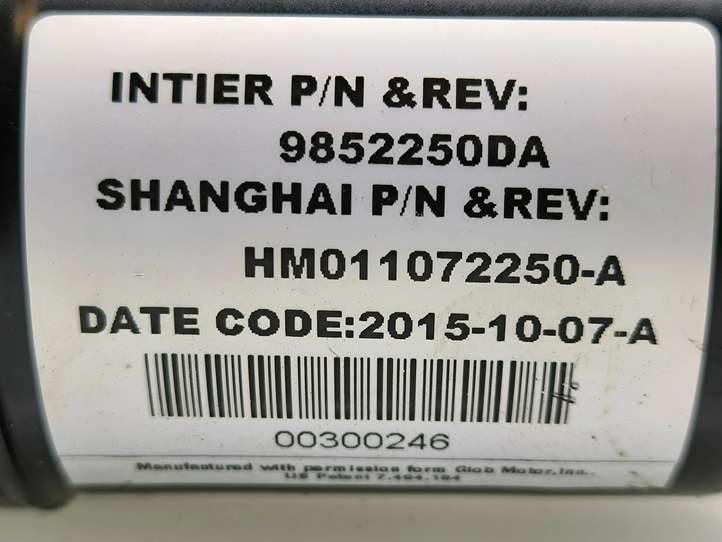 INTIER P/N &REV:
9852250DA
SHANGHAI P/N &REV:
HM011072250-A
DATE CODE:2015-10-07-A
00300246
Manufactured with permission form Glob Motor,Inc..
US Patent 7,494,184